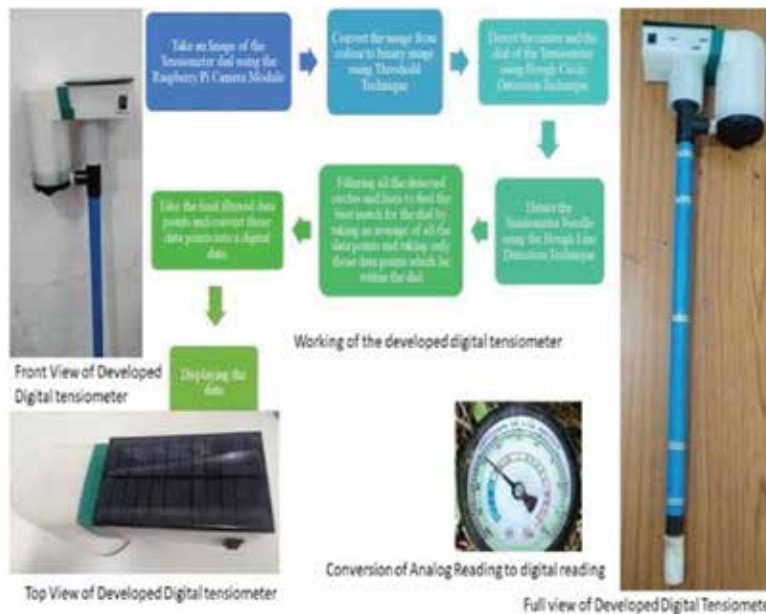 Take an Image of the
Tensiometer dial using the
Raspberry Pi Camera Module
Convert the image from
colour to binary image
using Threshold
Technique
Detect the center and the
dial of the Tensiometer
using Hough Circle
Detection Technique
Detect the
Tensiometer Needle
using the Hough Line
Detection Technique
Filtering all the detected
circles and lines to find the
best match for the dial by
taking an average of all the
data points and taking only
those data points which lie
within the dial
Take the final filtered data
points and convert those
data points into a digital
data.
Displaying the
data
Working of the developed digital tensiometer
Front View of Developed
Digital tensiometer
Top View of Developed Digital tensiometer
Conversion of Analog Reading to digital reading
Full view of Developed Digital Tensiomete